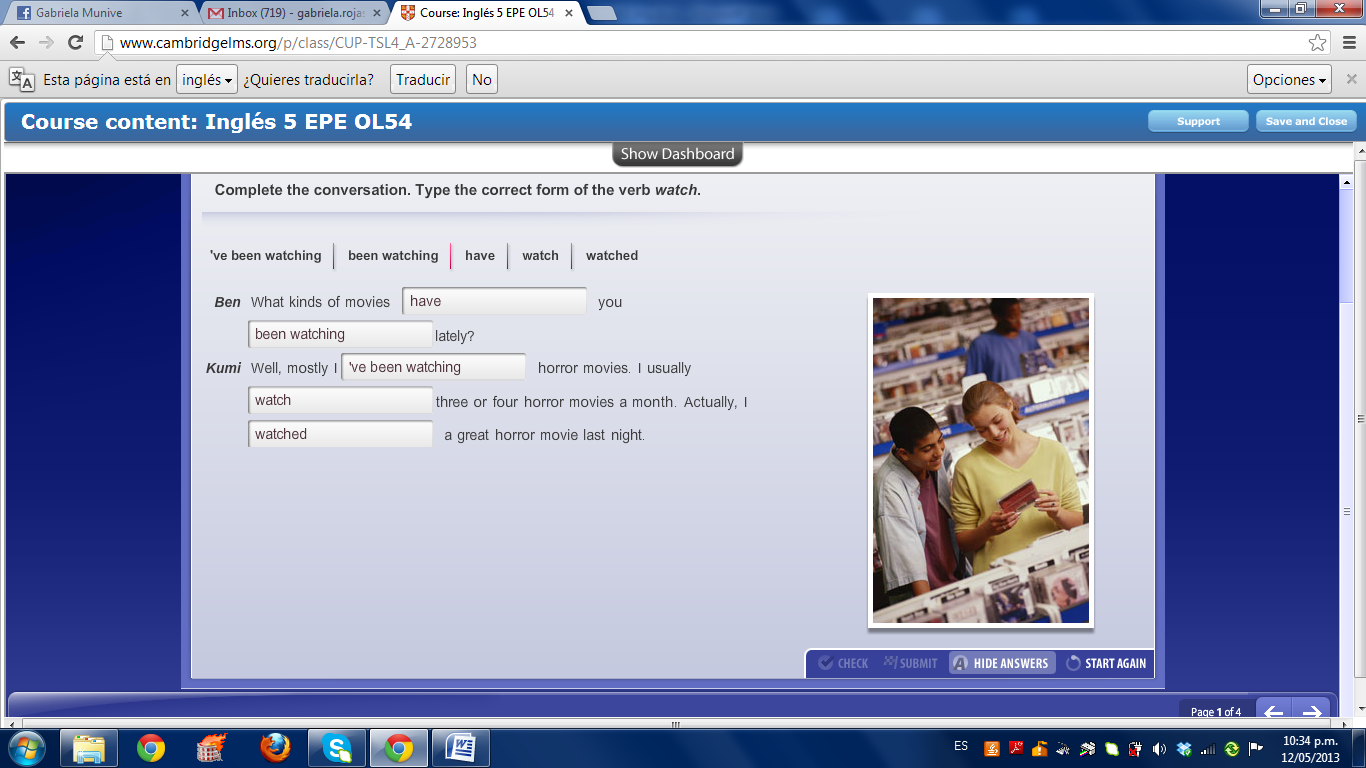 Gabriela Munive
Inbox (719) - gabriela.rojas
Course: Inglés 5 EPE OL54
www.cambridgelms.org/p/class/CUP-TSL4_A-2728953
Esta página está en inglés ¿Quieres traducirla? Traducir No Opciones
Course content: Inglés 5 EPE OL54
Support Save and Close
Show Dashboard
Complete the conversation. Type the correct form of the verb watch.
've been watching been watching have watch watched
Ben What kinds of movies have you
been watching lately?
Kumi Well, mostly I 've been watching horror movies. I usually
watch three or four horror movies a month. Actually, I
watched a great horror movie last night.
CHECK SUBMIT HIDE ANSWERS START AGAIN
Page 1 of 4
ES
10:34 p.m.
12/05/2013